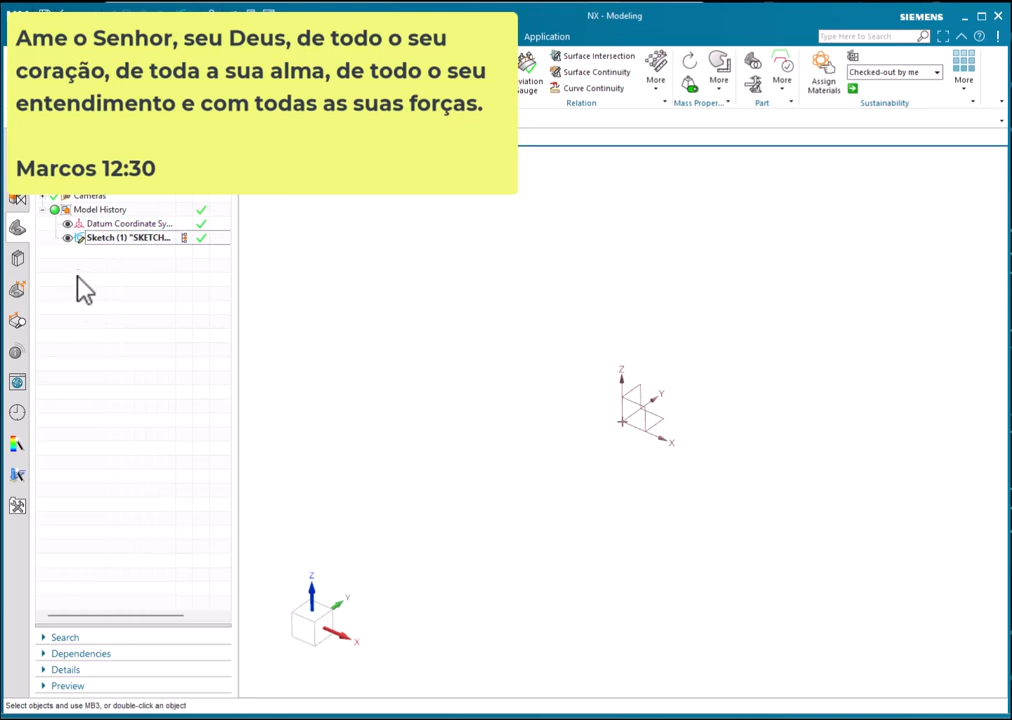 NX - Modeling
SIEMENS
Ame o Senhor, seu Deus, de todo o seu
coração, de toda a sua alma, de todo o seu
entendimento e com todas as suas forças.
Marcos 12:30
Application
Type Here to Search
Surface Intersection
Surface Continuity
Curve Continuity
More
More
More
Assign
Materials
Checked-out by me
More
Relation
Mass Proper...
Part
Sustainability
Cameras
Model History
Datum Coordinate Sy...
Sketch (1) "SKETCH...
Z
Y
X
Z
Y
X
Search
Dependencies
Details
Preview
Select objects and use MB3, or double-click an object